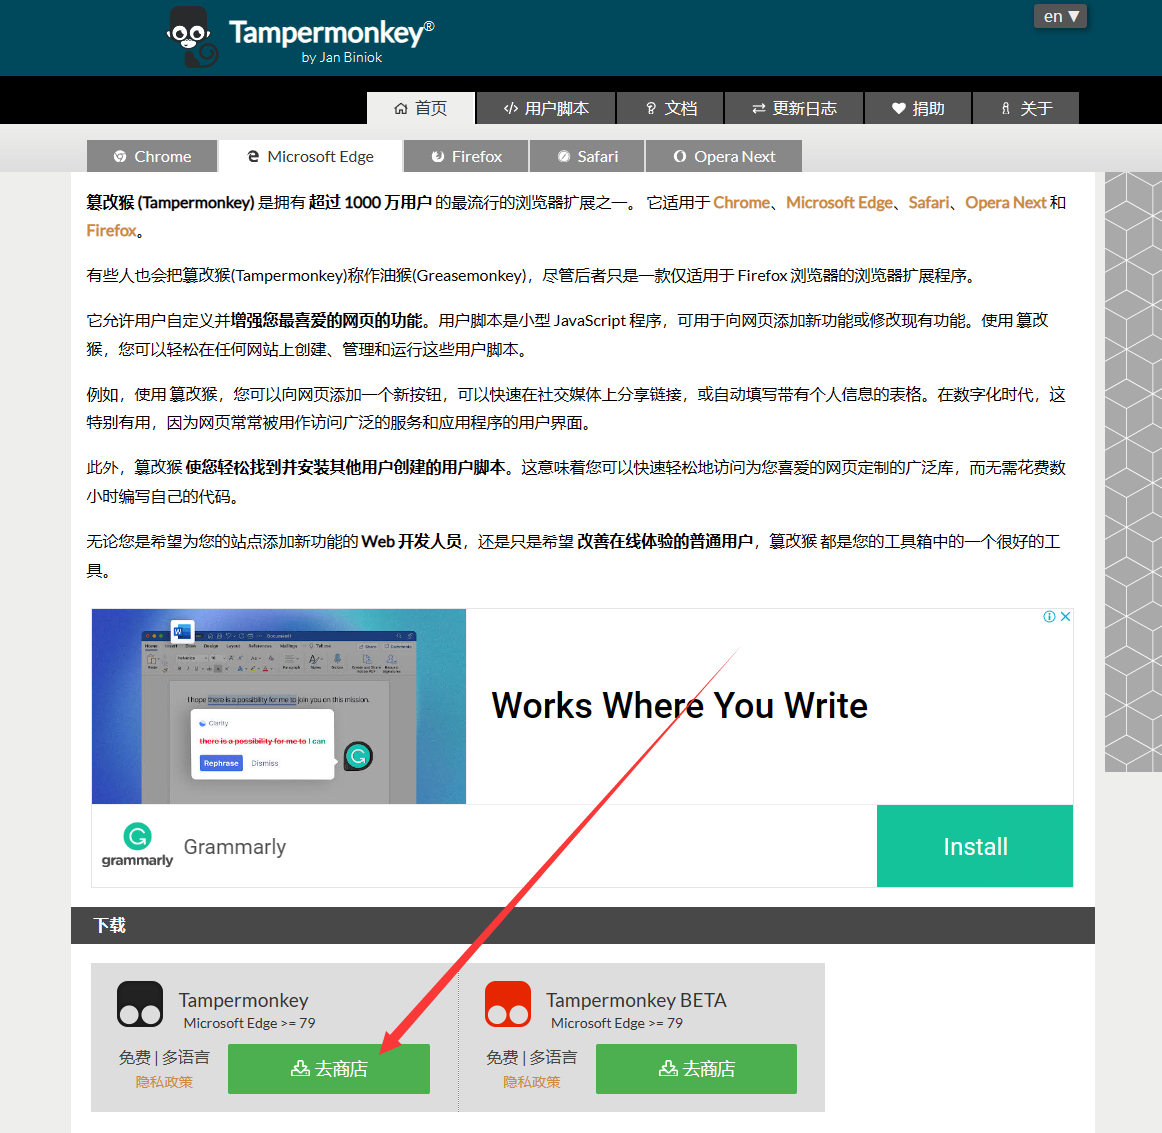 Tampermonkey®
by Jan Biniok
en ▼
首页
用户脚本
文档
更新日志
捐助
关于
Chrome
Microsoft Edge
Firefox
Safari
Opera Next
篡改猴 (Tampermonkey) 是拥有 超过 1000 万用户 的最流行的浏览器扩展之一。 它适用于 Chrome、Microsoft Edge、Safari、Opera Next 和
Firefox。
有些人也会把篡改猴(Tampermonkey)称作油猴(Greasemonkey)，尽管后者只是一款仅适用于 Firefox 浏览器的浏览器扩展程序。
它允许用户自定义并增强您最喜爱的网页的功能。用户脚本是小型 JavaScript 程序，可用于向网页添加新功能或修改现有功能。使用 篡改
猴，您可以轻松在任何网站上创建、管理和运行这些用户脚本。
例如，使用 篡改猴，您可以向网页添加一个新按钮，可以快速在社交媒体上分享链接，或自动填写带有个人信息的表格。在数字化时代，这
特别有用，因为网页常常被用作访问广泛的服务和应用程序的用户界面。
此外，篡改猴 使您轻松找到并安装其他用户创建的用户脚本。这意味着您可以快速轻松地访问为您喜爱的网页定制的广泛库，而无需花费数
小时编写自己的代码。
无论您是希望为您的站点添加新功能的 Web 开发人员，还是只是希望 改善在线体验的普通用户，篡改猴 都是您的工具箱中的一个很好的工
具。
I hope there is a possibility for me to join you on this mission.
Clarity
there is a possibility for me to I can
Rephrase
Dismiss
Works Where You Write
grammarly
Grammarly
Install
下载
Tampermonkey
Microsoft Edge >= 79
免费 | 多语言
隐私政策
去商店
Tampermonkey BETA
Microsoft Edge >= 79
免费 | 多语言
隐私政策
去商店